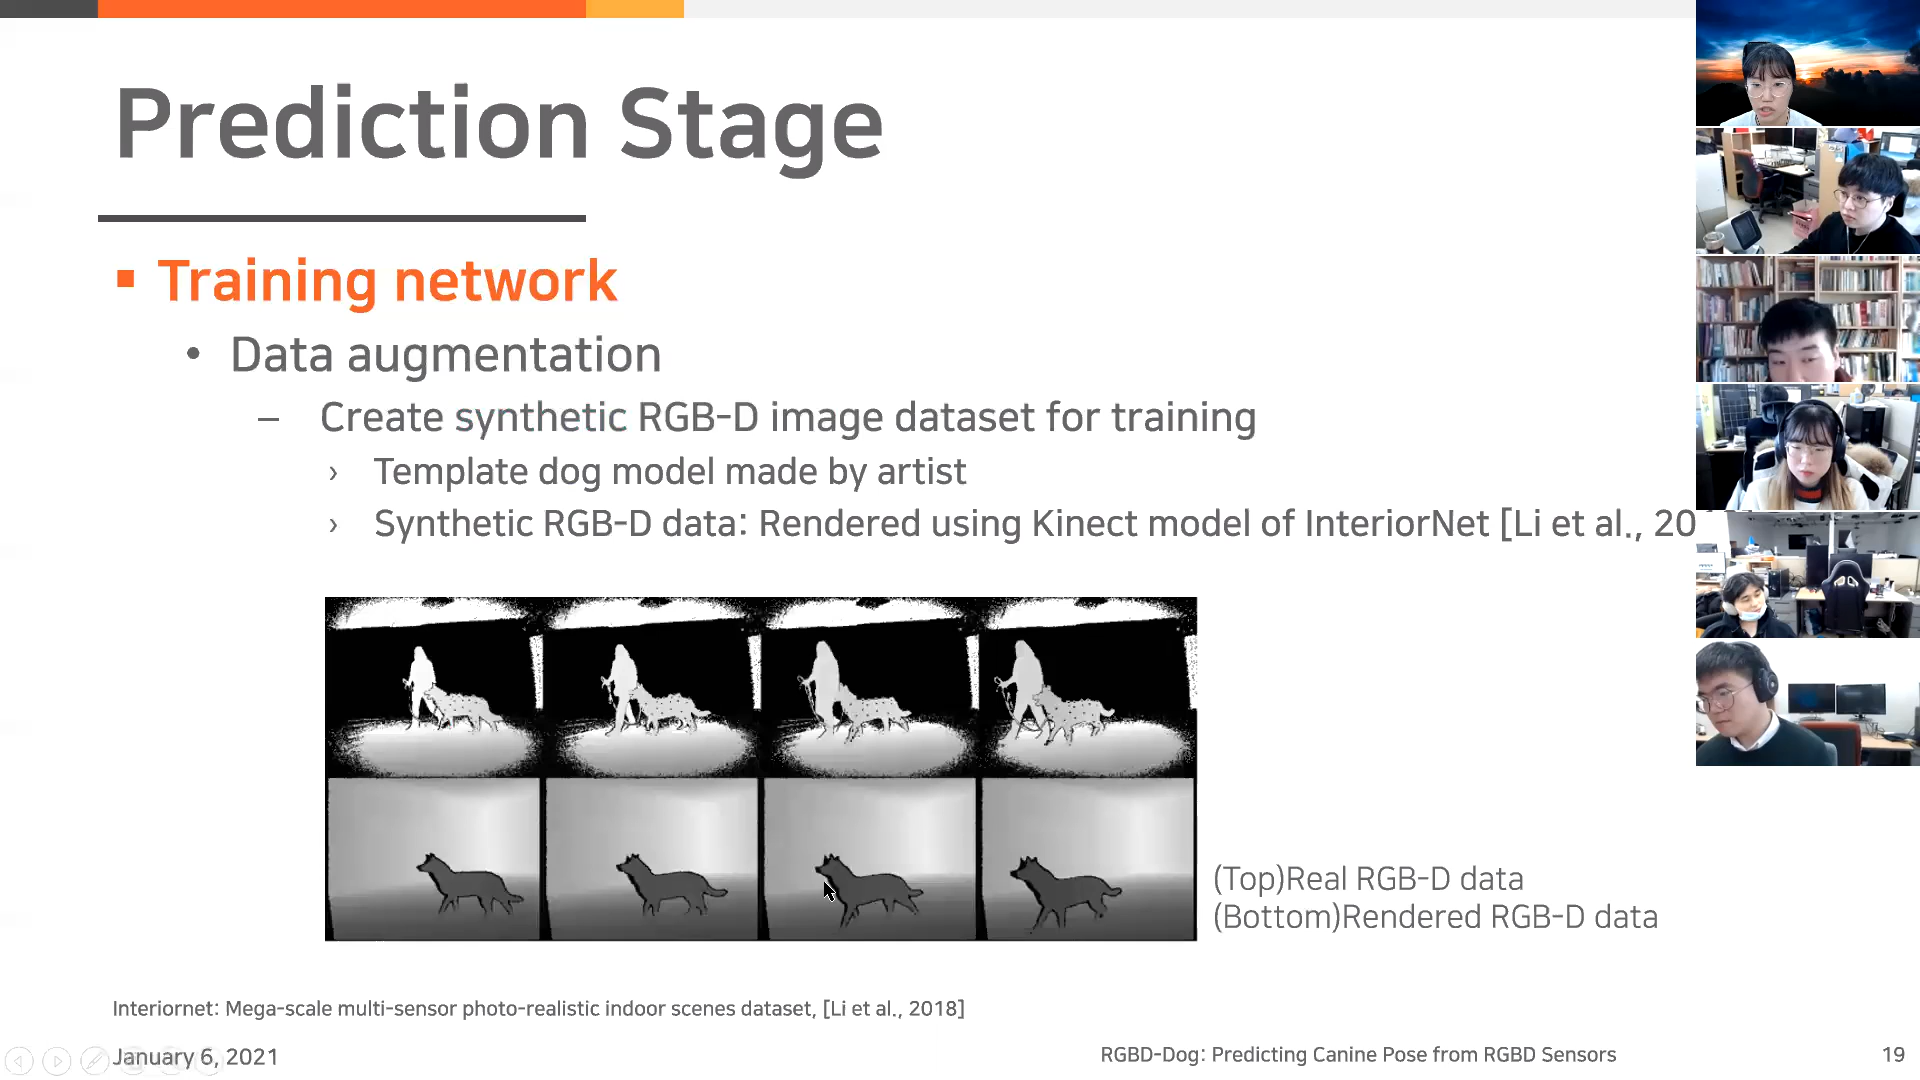 Prediction Stage
Training network
Data augmentation
Create synthetic RGB-D image dataset for training
Template dog model made by artist
Synthetic RGB-D data: Rendered using Kinect model of InteriorNet [Li et al., 20
(Top)Real RGB-D data
(Bottom)Rendered RGB-D data
Interiornet: Mega-scale multi-sensor photo-realistic indoor scenes dataset, [Li et al., 2018]
January 6, 2021
RGBD-Dog: Predicting Canine Pose from RGBD Sensors
19